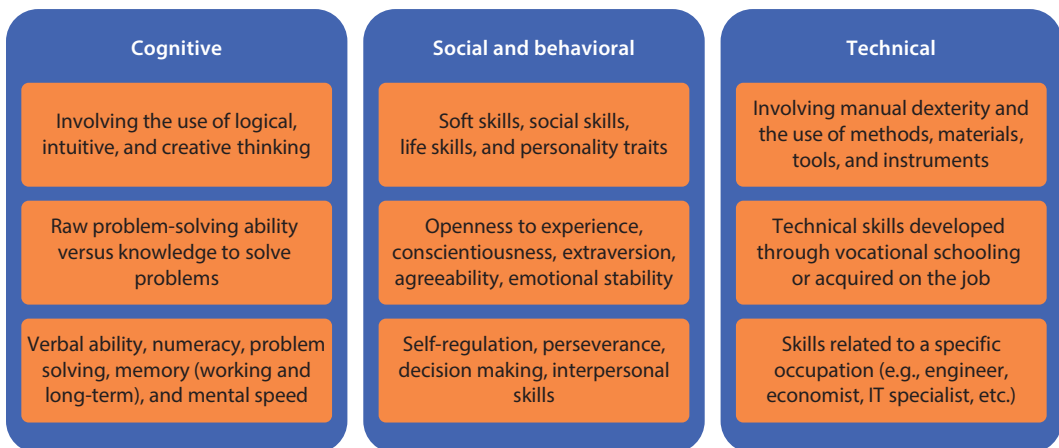 Cognitive
Involving the use of logical,
intuitive, and creative thinking
Raw problem-solving ability
versus knowledge to solve
problems
Verbal ability, numeracy, problem
solving, memory (working and
long-term), and mental speed
Social and behavioral
Soft skills, social skills,
life skills, and personality traits
Openness to experience,
conscientiousness, extraversion,
agreeability, emotional stability
Self-regulation, perseverance,
decision making, interpersonal
skills
Technical
Involving manual dexterity and
the use of methods, materials,
tools, and instruments
Technical skills developed
through vocational schooling
or acquired on the job
Skills related to a specific
occupation (e.g., engineer,
economist, IT specialist, etc.)